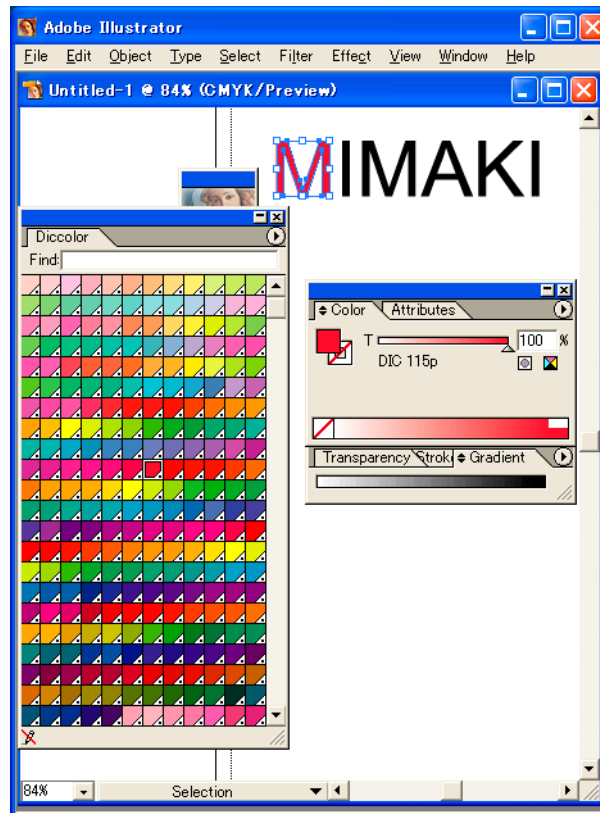 Adobe Illustrator
File Edit Object Type Select Filter Effect View Window Help
Untitled-1 @ 84% (CMYK/Preview)
MIMAKI
Diccolor
Find:
Color Attributes
T 100 %
DIC 115p
Transparency Strok Gradient
84% Selection